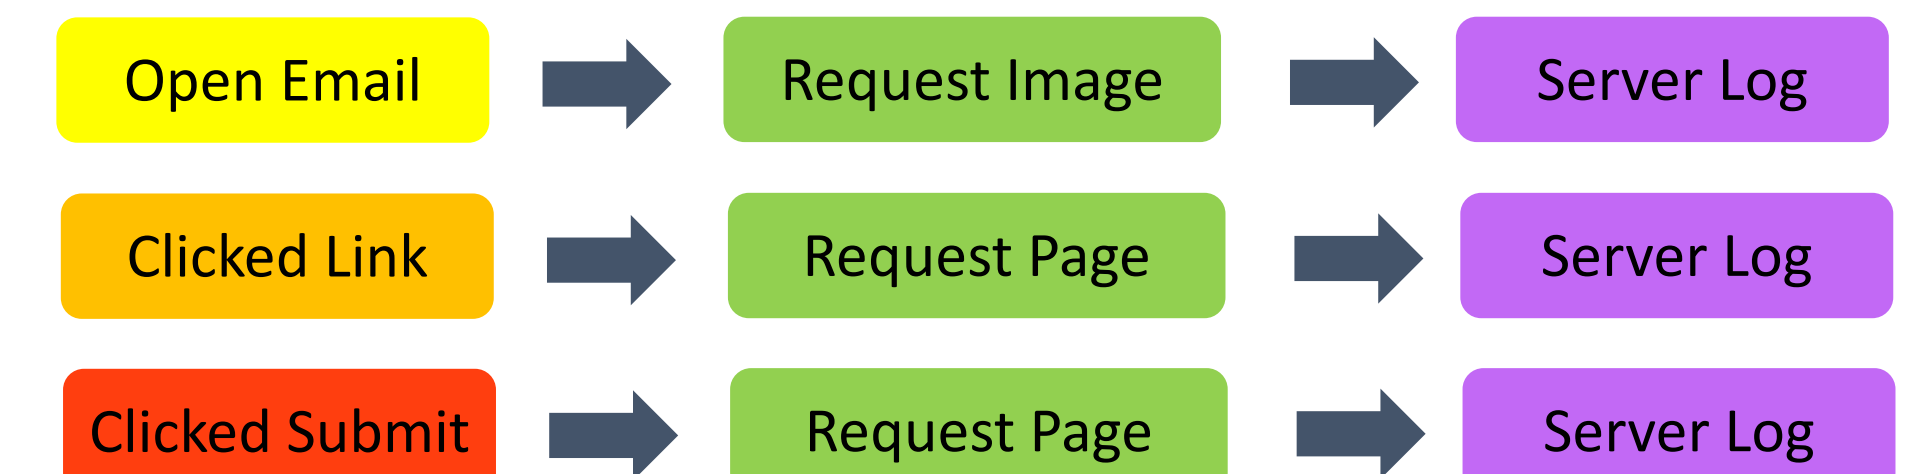 Open Email
Request Image
Server Log
Clicked Link
Request Page
Server Log
Clicked Submit
Request Page
Server Log